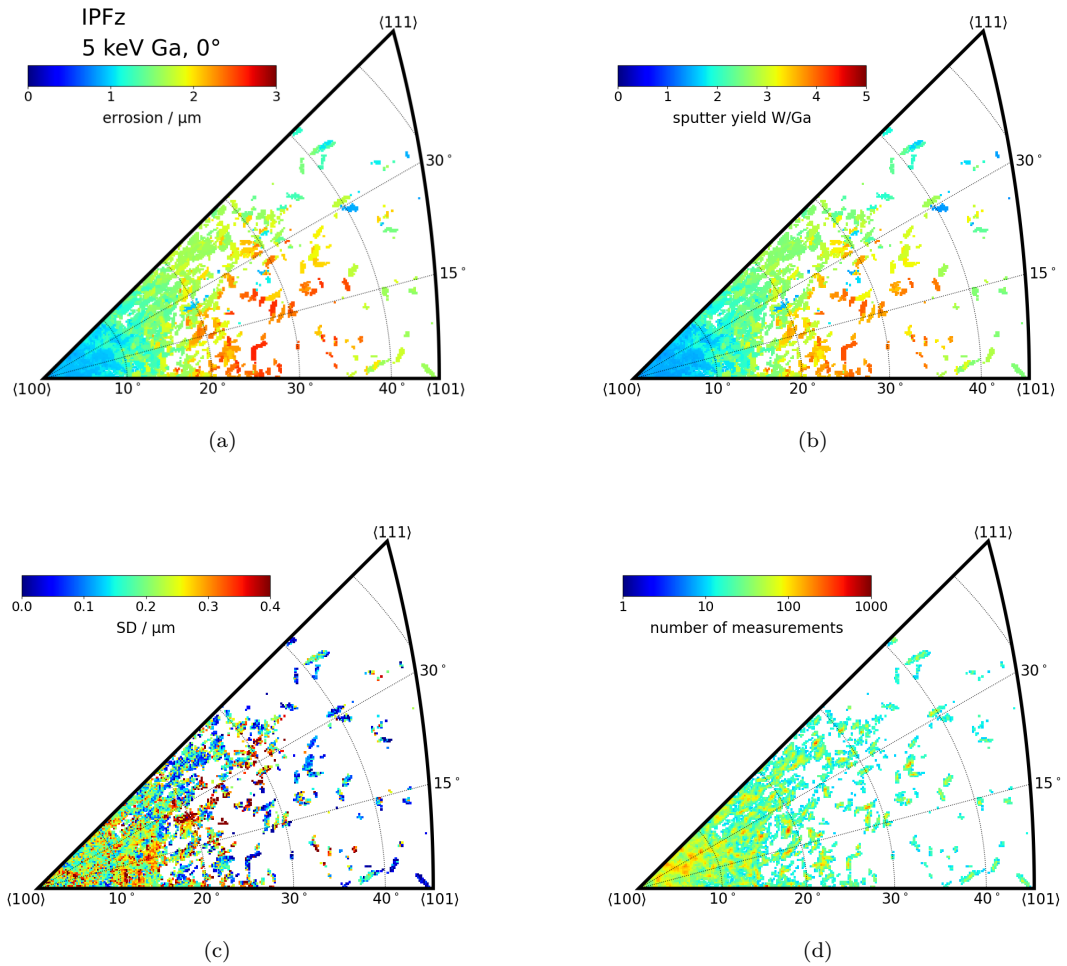 IPFz
5 keV Ga, 0°
0 1 2 3
errosion / μm
⟨111⟩
30°
15°
⟨100⟩ 10° 20° 30° 40° ⟨101⟩
(a)
0 1 2 3 4 5
sputter yield W/Ga
⟨111⟩
30°
15°
⟨100⟩ 10° 20° 30° 40° ⟨101⟩
(b)
0.0 0.1 0.2 0.3 0.4
SD / μm
⟨111⟩
30°
15°
⟨100⟩ 10° 20° 30° 40° ⟨101⟩
(c)
1 10 100 1000
number of measurements
⟨111⟩
30°
15°
⟨100⟩ 10° 20° 30° 40° ⟨101⟩
(d)